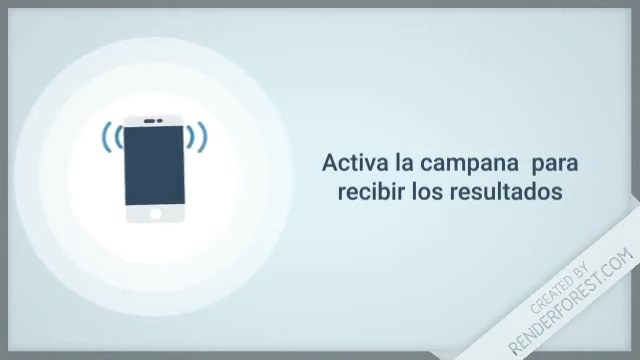 Activa la campana para
recibir los resultados
CREATED BY
RENDERFOREST.COM